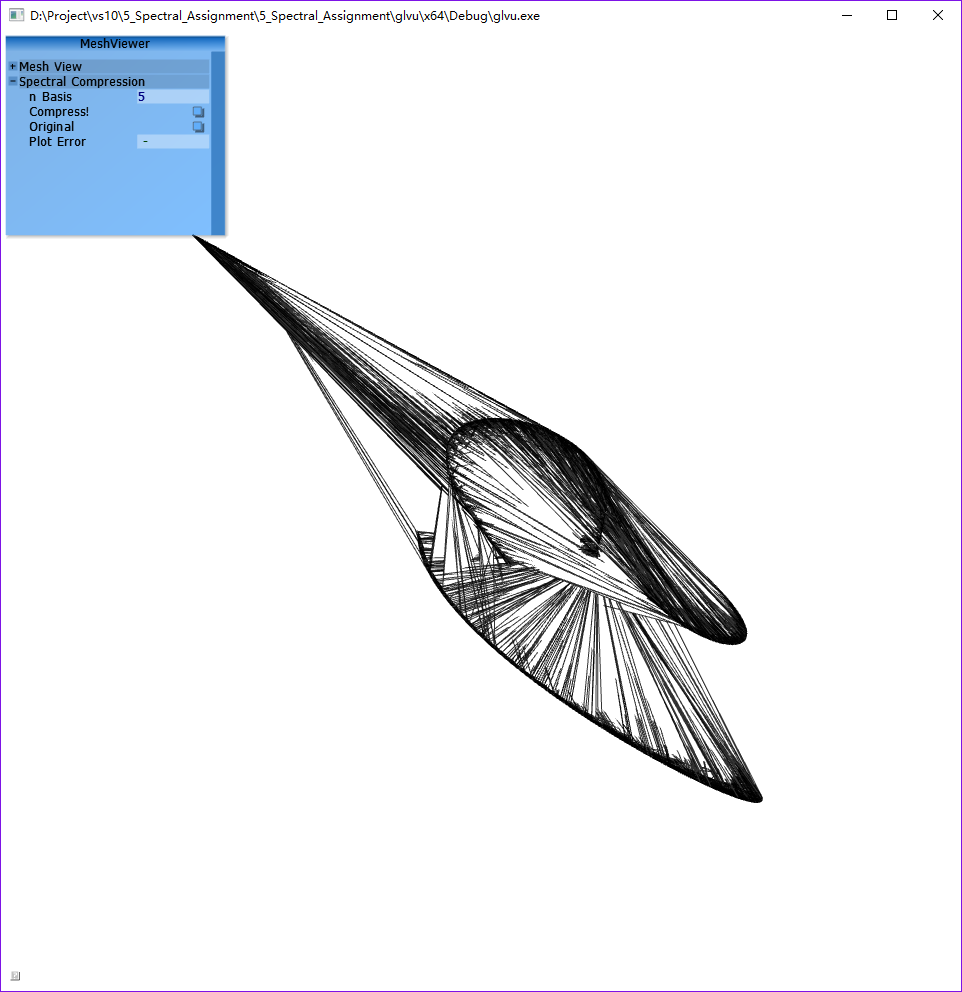 D:\Project\vs10\5_Spectral_Assignment\5_Spectral_Assignment\glvu\x64\Debug\glvu.exe
MeshViewer
Mesh View
Spectral Compression
n Basis 5
Compress!
Original
Plot Error -